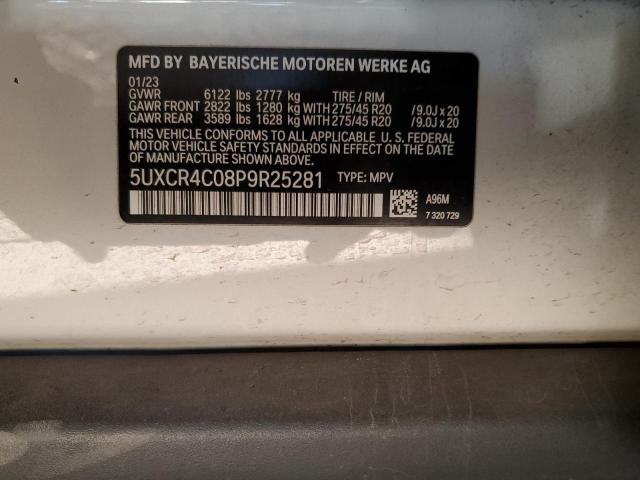 MFD BY BAYERISCHE MOTOREN WERKE AG
01/23
GVWR 6122 lbs 2777 kg TIRE / RIM
GAWR FRONT 2822 lbs 1280 kg WITH 275/45 R20 /9.0J x 20
GAWR REAR 3589 lbs 1628 kg WITH 275/45 R20 /9.0J x 20
THIS VEHICLE CONFORMS TO ALL APPLICABLE U. S. FEDERAL
MOTOR VEHICLE SAFETY STANDARDS IN EFFECT ON THE DATE
OF MANUFACTURE SHOWN ABOVE.
5UXCR4C08P9R25281 TYPE: MPV
A96M
7 320 729